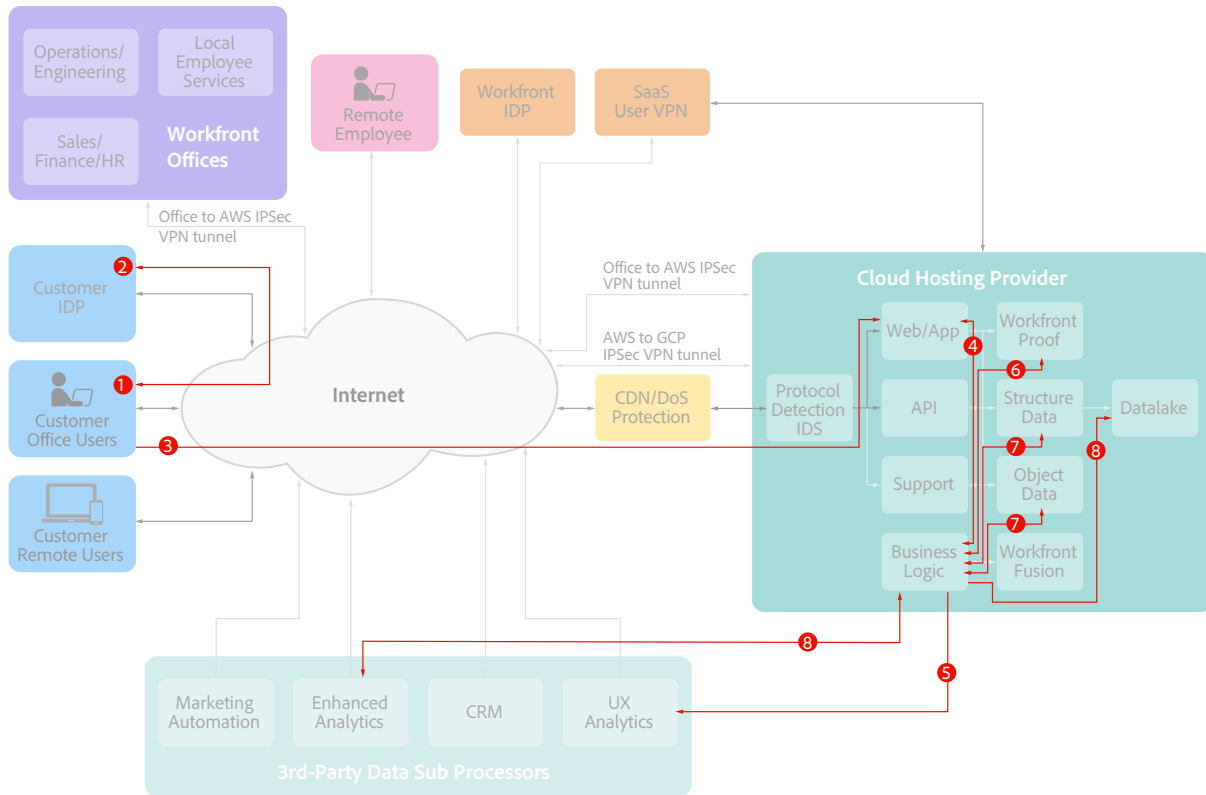 Operations/
Engineering
Local
Employee
Services
Sales/
Finance/HR
Workfront
Offices
Remote
Employee
Workfront
IDP
SaaS
User VPN
Office to AWS IPSec
VPN tunnel
2
Customer
IDP
1
Customer
Office Users
3
Customer
Remote Users
Internet
Office to AWS IPSec
VPN tunnel
AWS to GCP
IPSec VPN tunnel
CDN/DoS
Protection
Cloud Hosting Provider
Protocol
Detection
IDS
Web/App
4
Workfront
Proof
6
API
Structure
Data
Datalake
7
8
Support
Object
Data
7
Business
Logic
Workfront
Fusion
8
5
Marketing
Automation
Enhanced
Analytics
CRM
UX
Analytics
3rd-Party Data Sub Processors